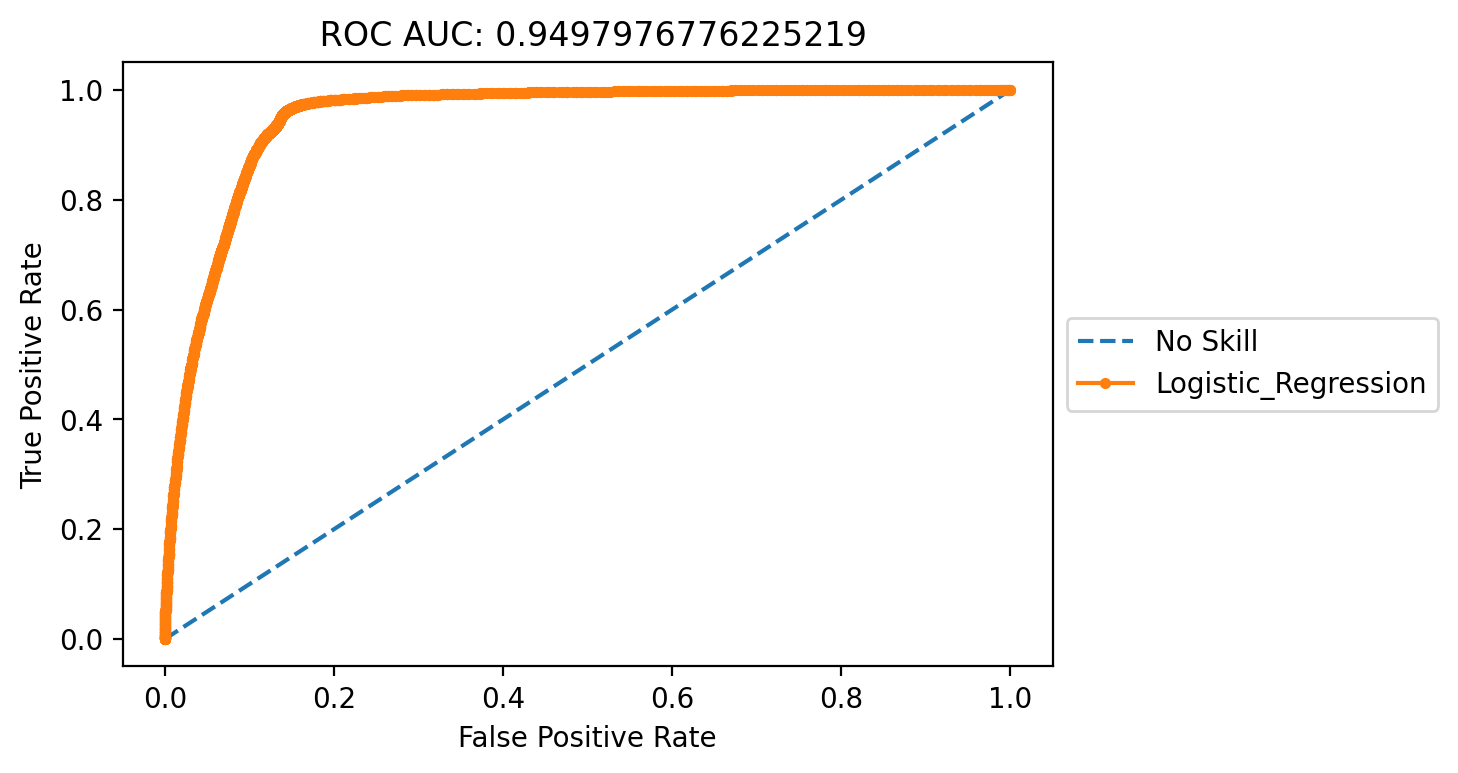 ROC AUC: 0.9497976776225219
1.0
0.8
0.6
0.4
0.2
0.0
True Positive Rate
0.0 0.2 0.4 0.6 0.8 1.0
False Positive Rate
No Skill
Logistic_Regression